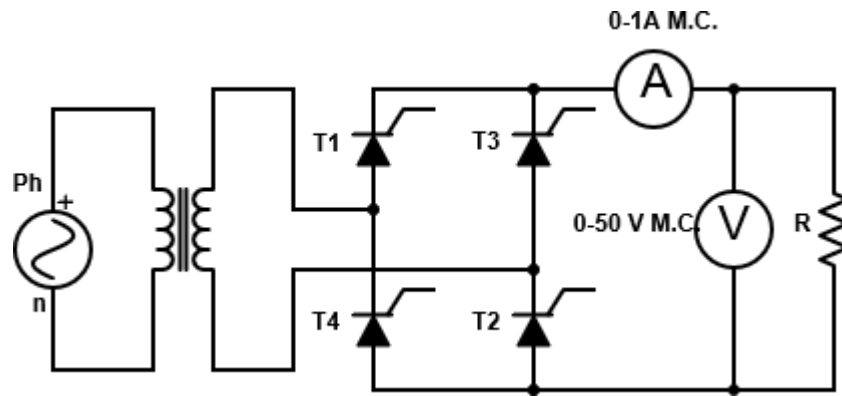 0-1A M.C.
A
T1
T3
Ph
+
0-50 V M.C.
V
R
n
T4
T2